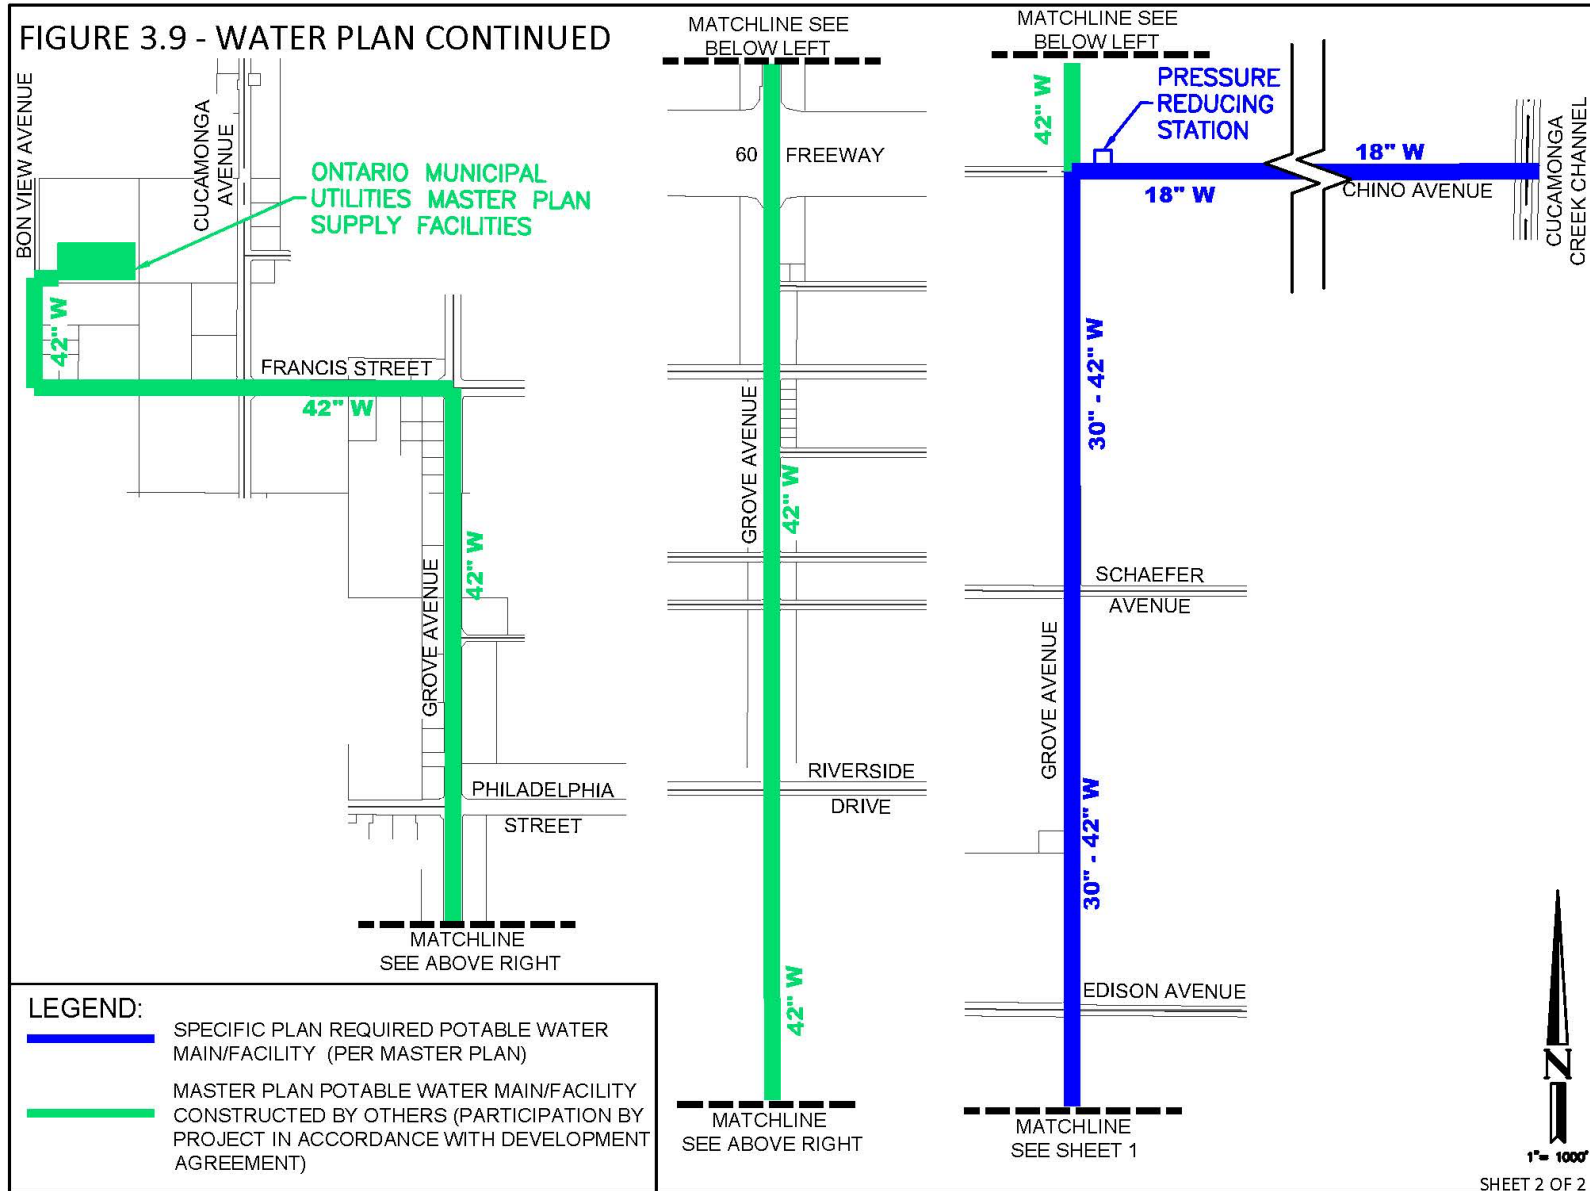 FIGURE 3.9 - WATER PLAN CONTINUED
BON VIEW AVENUE
CUCAMONGA
AVENUE
ONTARIO MUNICIPAL
UTILITIES MASTER PLAN
SUPPLY FACILITIES
42" W
FRANCIS STREET
42" W
42" W
GROVE AVENUE
PHILADELPHIA
STREET
MATCHLINE
SEE ABOVE RIGHT
MATCHLINE SEE
BELOW LEFT
60 FREEWAY
GROVE AVENUE
42" W
RIVERSIDE
DRIVE
42" W
MATCHLINE
SEE ABOVE RIGHT
MATCHLINE SEE
BELOW LEFT
42" W
PRESSURE
REDUCING
STATION
18" W
18" W
CHINO AVENUE
CUCAMONGA
CREEK CHANNEL
30" - 42" W
SCHAEFER
AVENUE
GROVE AVENUE
30" - 42" W
EDISON AVENUE
MATCHLINE
SEE SHEET 1
LEGEND:
SPECIFIC PLAN REQUIRED POTABLE WATER
MAIN/FACILITY (PER MASTER PLAN)
MASTER PLAN POTABLE WATER MAIN/FACILITY
CONSTRUCTED BY OTHERS (PARTICIPATION BY
PROJECT IN ACCORDANCE WITH DEVELOPMENT
AGREEMENT)
N
1"= 1000'
SHEET 2 OF 2